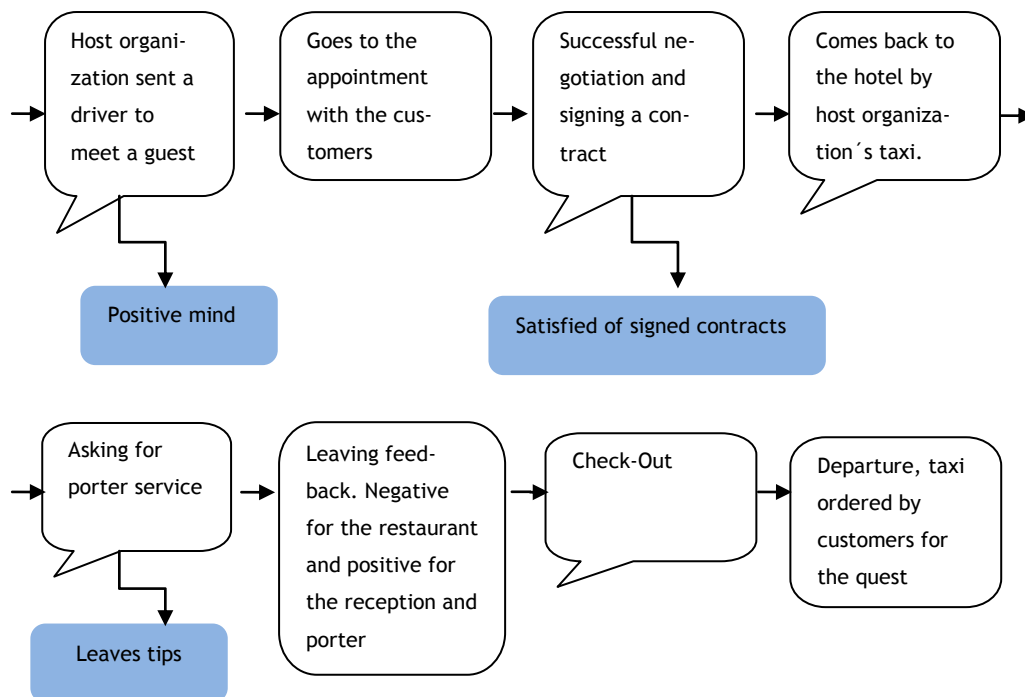 Host organi-
zation sent a
driver to
meet a guest
Goes to the
appointment
with the cus-
tomers
Successful ne-
gotiation and
signing a con-
tract
Comes back to
the hotel by
host organiza-
tion´s taxi.
Positive mind
Satisfied of signed contracts
Asking for
porter service
Leaving feed-
back. Negative
for the restaurant
and positive for
the reception and
porter
Check-Out
Departure, taxi
ordered by
customers for
the quest
Leaves tips